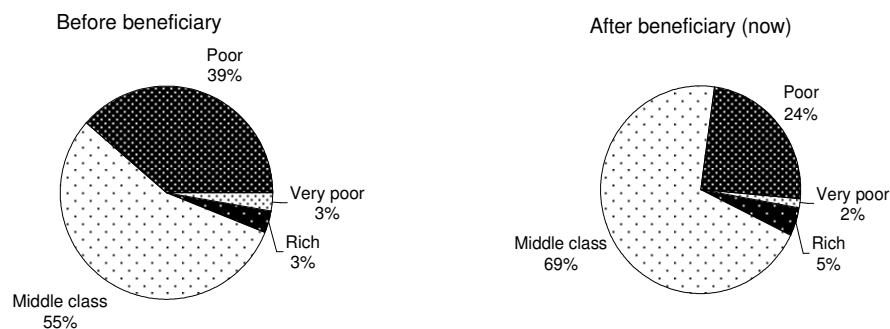 Before beneficiary
Poor
39%
Very poor
3%
Rich
3%
Middle class
55%
After beneficiary (now)
Poor
24%
Very poor
2%
Rich
5%
Middle class
69%